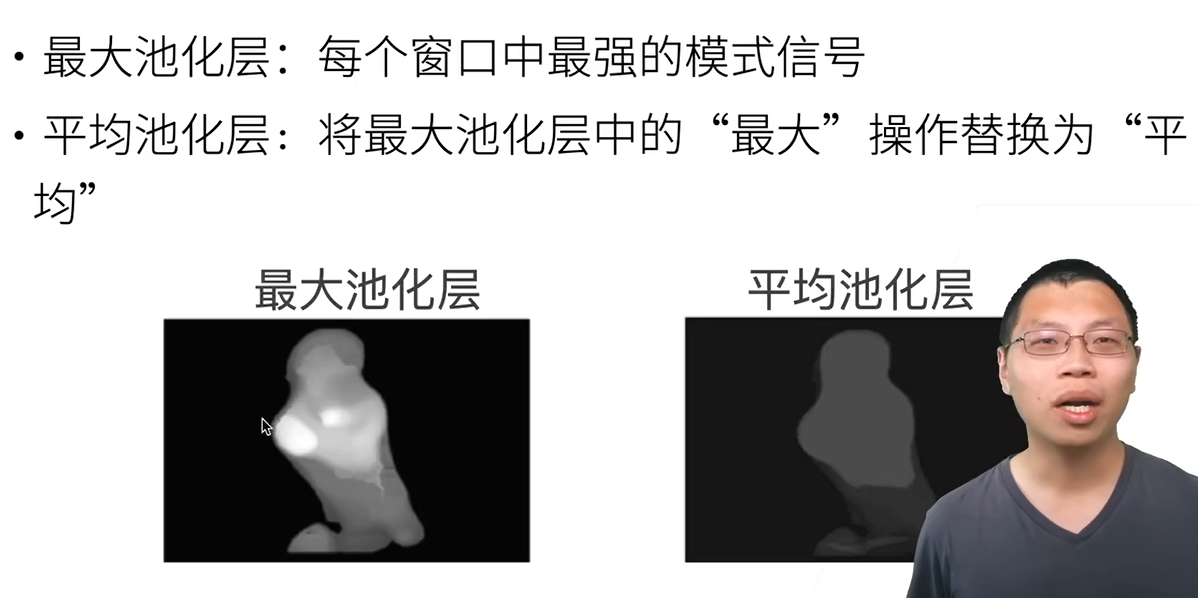 • 最大池化层：每个窗口中最强的模式信号
• 平均池化层：将最大池化层中的“最大”操作替换为“平
均”
最大池化层
平均池化层